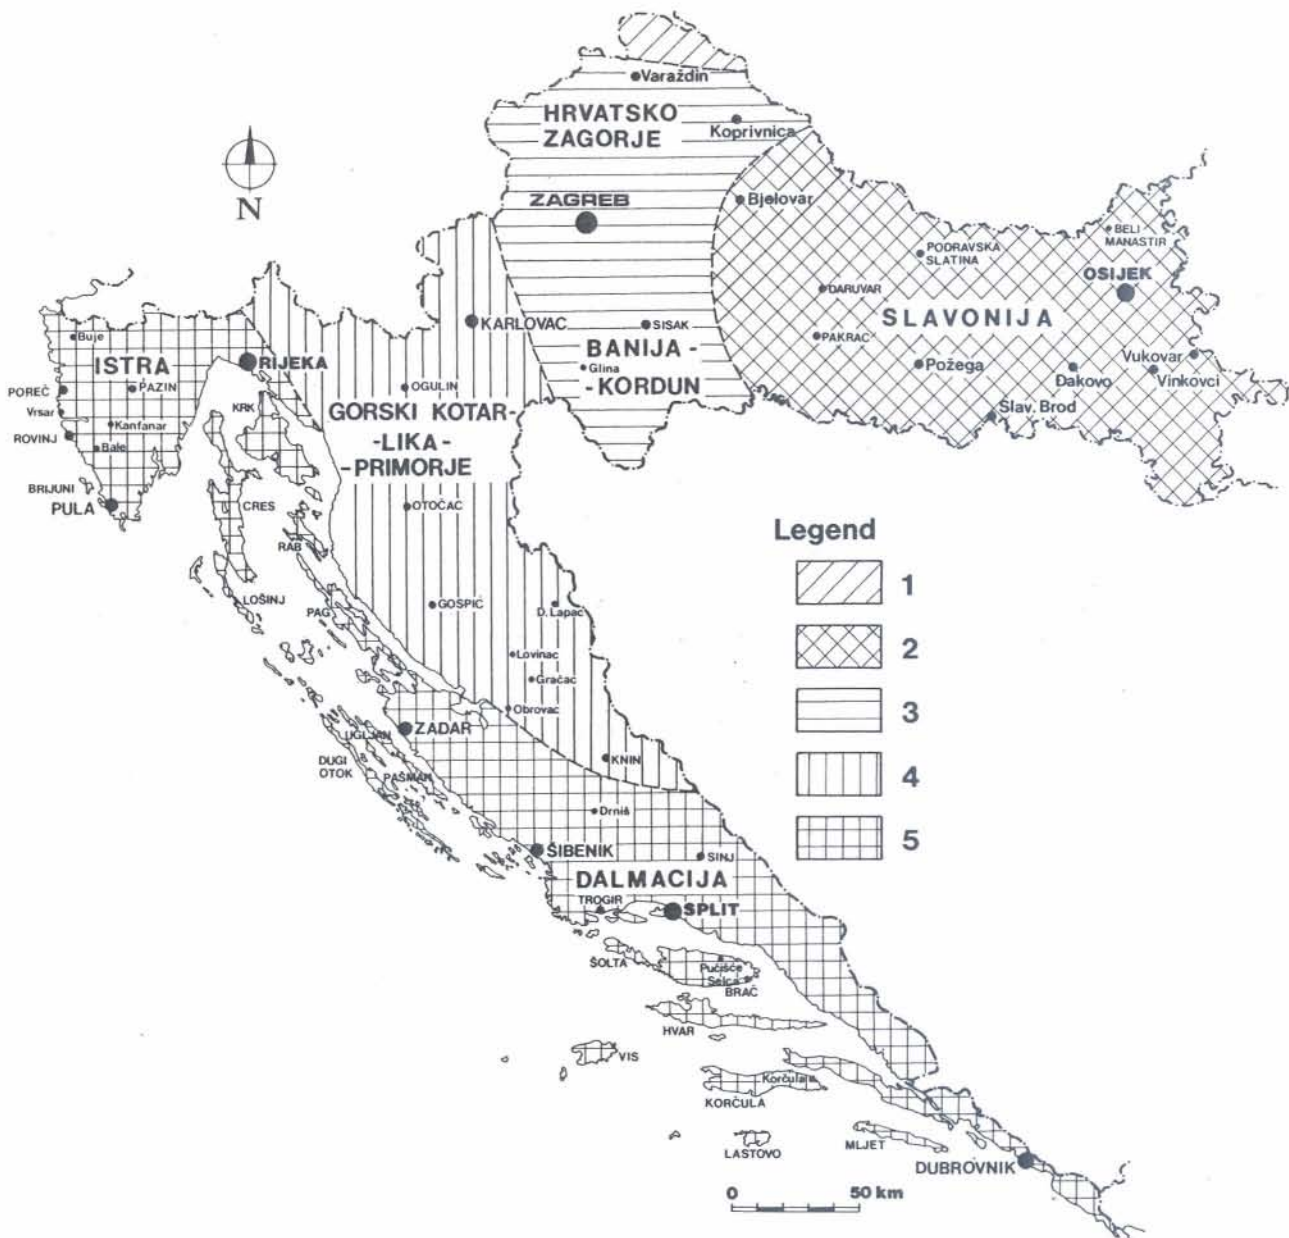 Varaždin
HRVATSKO
ZAGORJE
Koprivnica
N
ZAGREB
Bjelovar
BELI
MANASTIR
PODRAVSKA
SLATINA
OSIJEK
DARUVAR
SLAVONIJA
KARLOVAC
SISAK
Buje
PAKRAC
BANIJA -
- KORDUN
Glina
Požega
Vukovar
Vinkovci
Đakovo
ISTRA
RIJEKA
POREČ
PAZIN
OGULIN
Vrsar
KRK
Slav. Brod
GORSKI KOTAR-
-LIKA-
-PRIMORJE
Kanfanar
ROVINJ
Bale
BRIJUNI
PULA
CRES
OTOČAC
RAB
Legend
1
2
3
4
5
LOŠINJ
PAG
GOSPIĆ
D. Lapac
Lovinac
Gračac
Obrovac
ZADAR
UGLJAN
DUGI
OTOK
PAŠMAN
KNIN
Drniš
ŠIBENIK
SINJ
DALMACIJA
TROGIR
SPLIT
ŠOLTA
Pučišće
Selca
BRAČ
HVAR
VIS
Korčula
KORČULA
LASTOVO
MLJET
DUBROVNIK
0 50 km